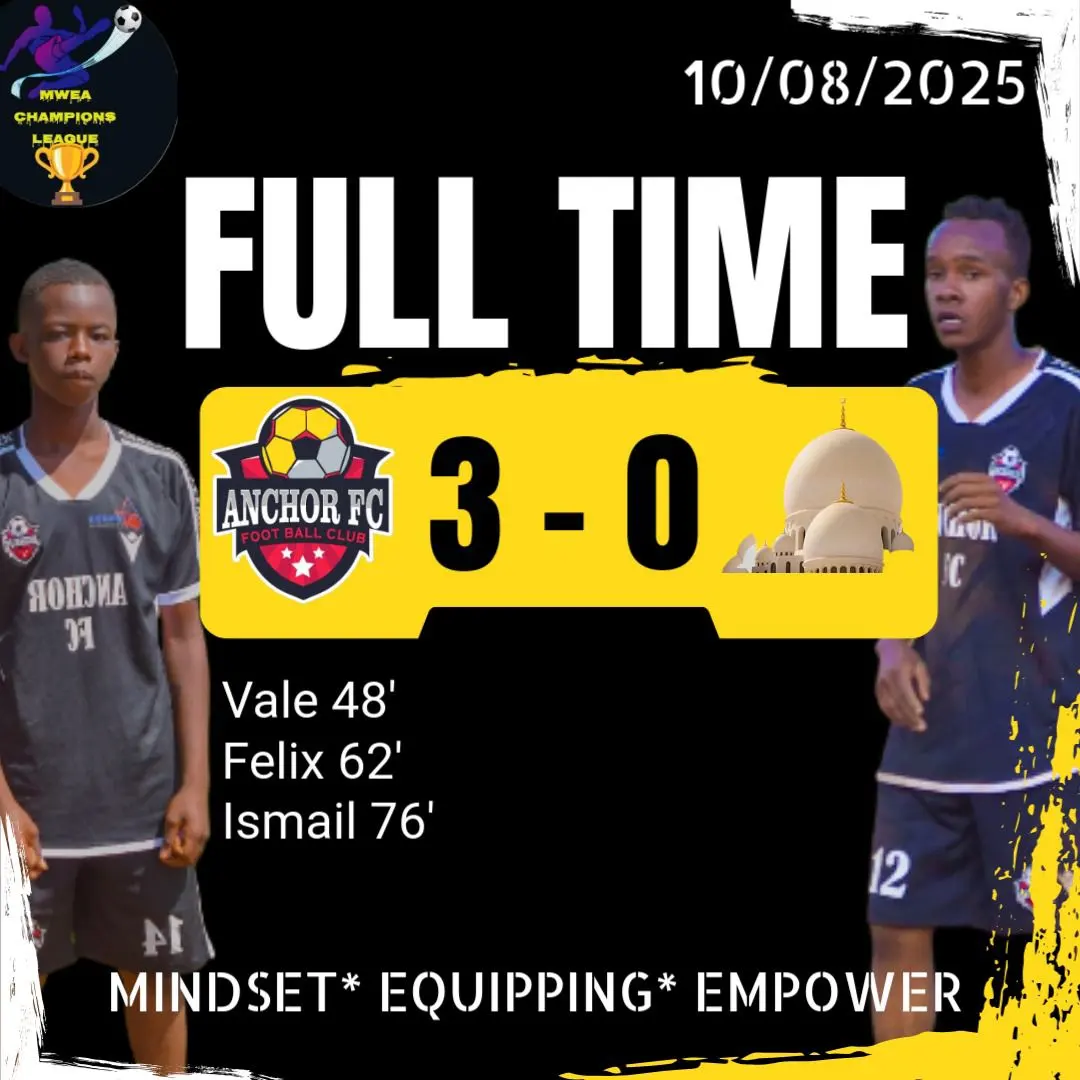 MWEA
CHAMPIONS
LEAGUE
10/08/2025
FULL TIME
ANCHOR FC
FOOT BALL CLUB
3 - 0
Vale 48'
Felix 62'
Ismail 76'
ANCHOR
FC
14
ANCHOR
FC
12
MINDSET* EQUIPPING* EMPOWER